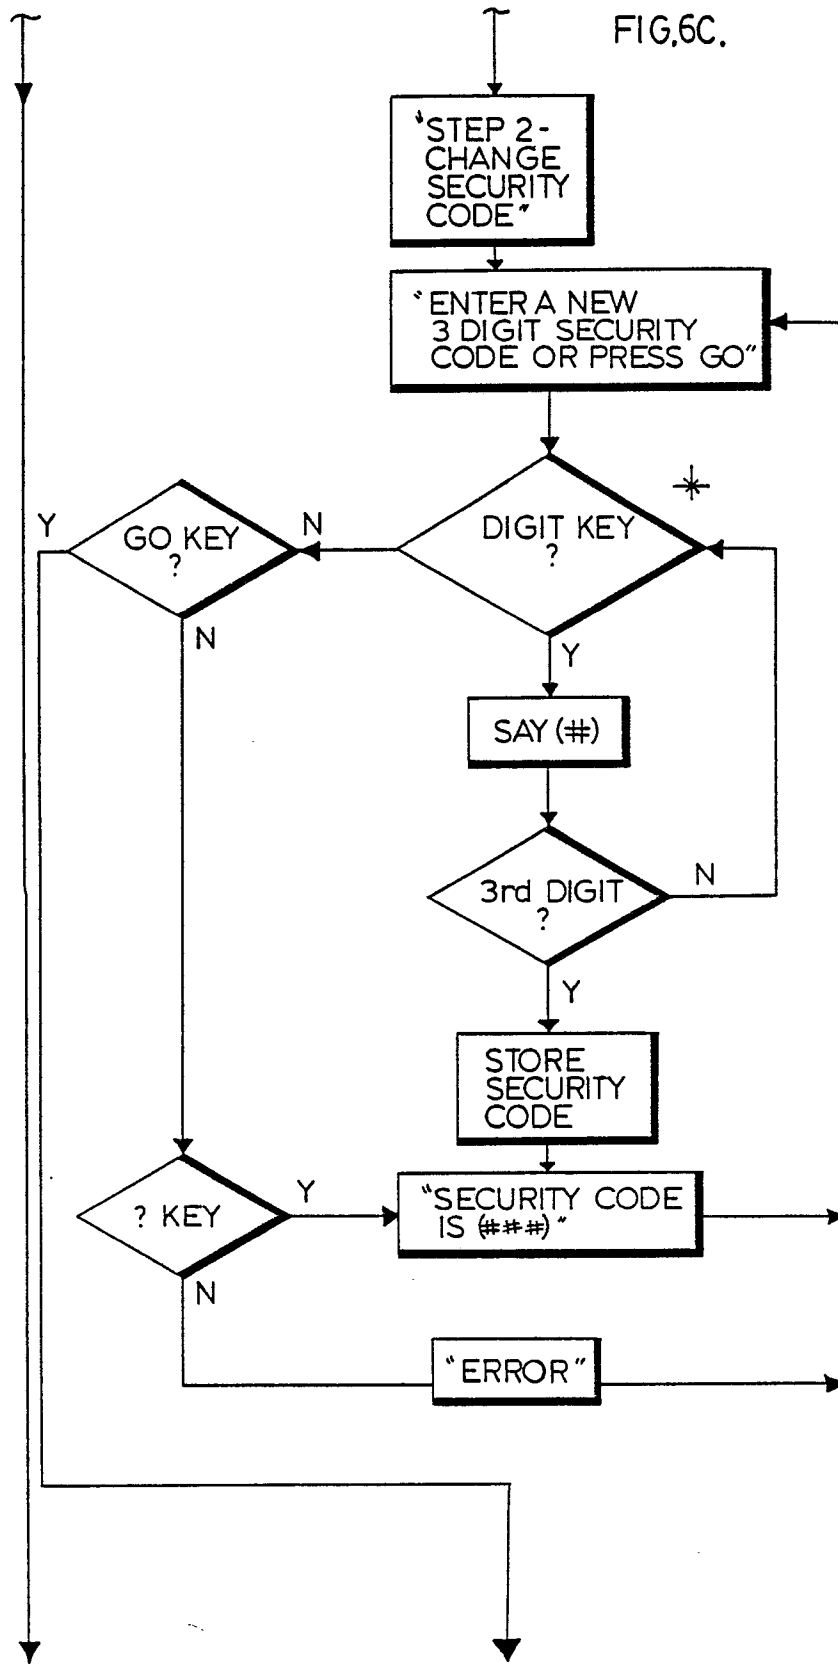 FIG.6C.
"STEP 2-
CHANGE
SECURITY
CODE"
"ENTER A NEW
3 DIGIT SECURITY
CODE OR PRESS GO"
Y
GO KEY
?
N
DIGIT KEY
?
*
N
Y
SAY (#)
3rd DIGIT
?
N
Y
STORE
SECURITY
CODE
? KEY
Y
"SECURITY CODE
IS (###)"
N
"ERROR"